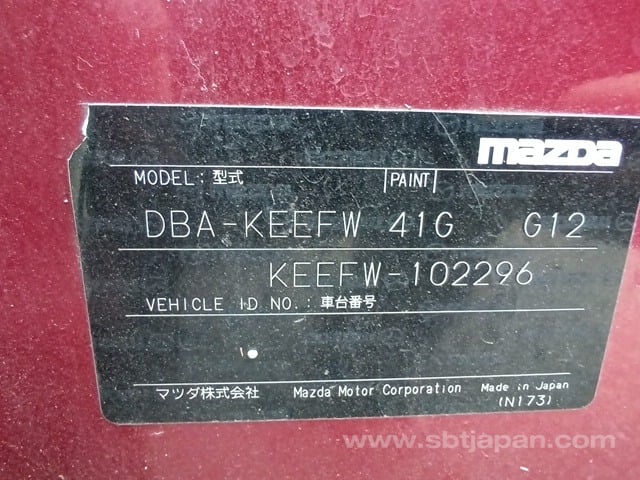 mazda
MODEL: 型式 PAINT
DBA-KEEFW 41G G12
KEEFW-102296
VEHICLE ID NO.: 車台番号
マツダ株式会社 Mazda Motor Corporation Made in Japan
(N173)
www.sbtjapan.com